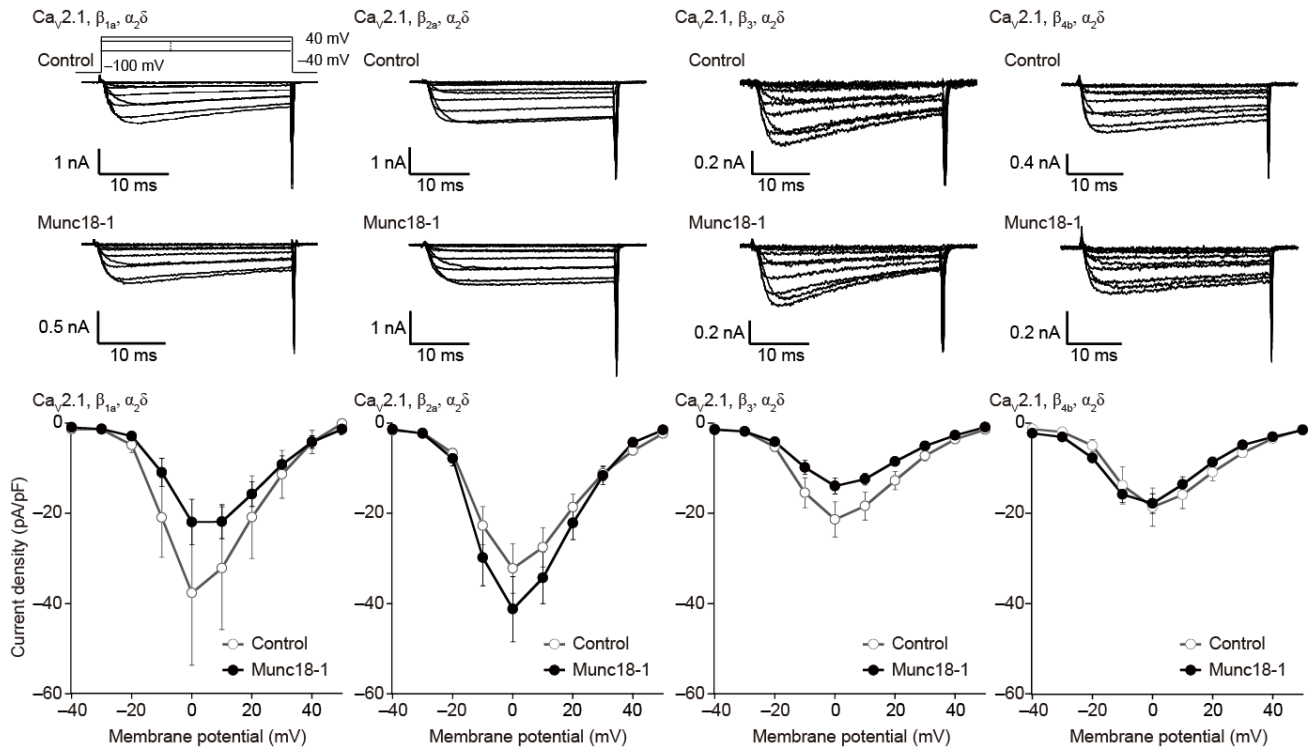 CaV2.1, β1a, α2δ
Control
40 mV
–40 mV
–100 mV
1 nA
10 ms
CaV2.1, β2a, α2δ
Control
1 nA
10 ms
CaV2.1, β3, α2δ
Control
0.2 nA
10 ms
CaV2.1, β4b, α2δ
Control
0.4 nA
10 ms
Munc18-1
0.5 nA
10 ms
Munc18-1
1 nA
10 ms
Munc18-1
0.2 nA
10 ms
Munc18-1
0.2 nA
10 ms
CaV2.1, β1a, α2δ
Current density (pA/pF)
0
–20
–40
–60
–40
–20
0
20
40
Membrane potential (mV)
Control
Munc18-1
CaV2.1, β2a, α2δ
0
–20
–40
–60
–40
–20
0
20
40
Membrane potential (mV)
Control
Munc18-1
CaV2.1, β3, α2δ
0
–20
–40
–60
–40
–20
0
20
40
Membrane potential (mV)
Control
Munc18-1
CaV2.1, β4b, α2δ
0
–20
–40
–60
–40
–20
0
20
40
Membrane potential (mV)
Control
Munc18-1